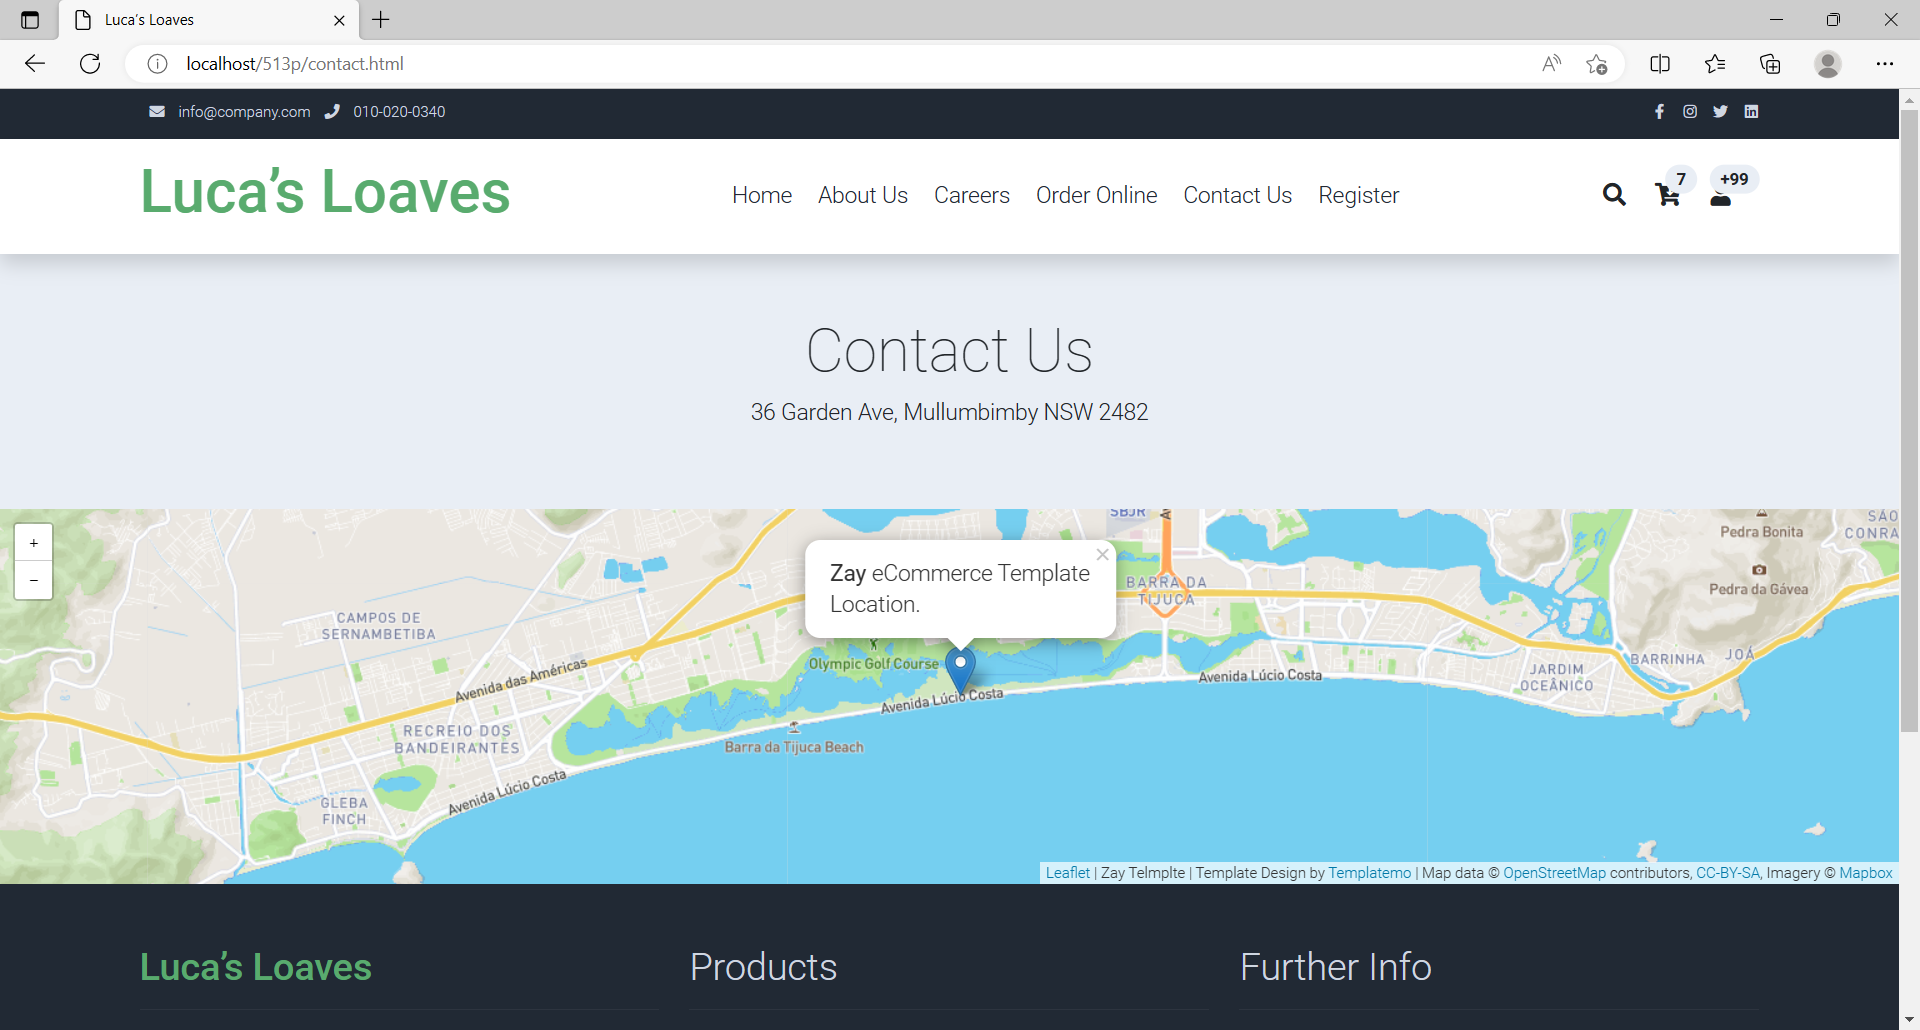 Luca's Loaves
localhost/513p/contact.html
info@company.com 010-020-0340
Luca's Loaves
Home About Us Careers Order Online Contact Us Register
7 +99
Contact Us
36 Garden Ave, Mullumbimby NSW 2482
+
−
SBJR
Pedra Bonita
SÃO
CONRA
Zay eCommerce Template
Location.
×
BARRA DA
TIJUCA
Pedra da Gávea
CAMPOS DE
SERNAMBETIBA
Olympic Golf Course
Avenida das Américas
Avenida Lúcio Costa
Avenida Lúcio Costa
BARRINHA
JOÁ
JARDIM
OCEÂNICO
RECREIO DOS
BANDEIRANTES
Barra da Tijuca Beach
Avenida Lúcio Costa
GLEBA
FINCH
Leaflet | Zay Telmplte | Template Design by Templatemo | Map data © OpenStreetMap contributors, CC-BY-SA, Imagery © Mapbox
Luca's Loaves
Products
Further Info